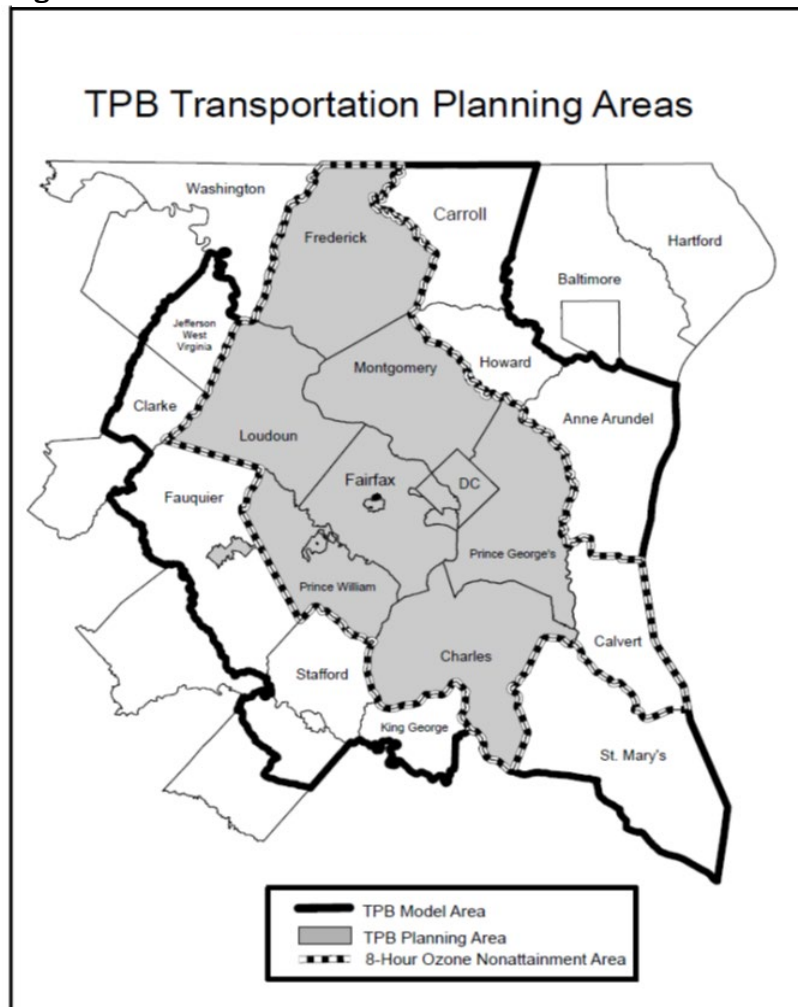 TPB Transportation Planning Areas
Washington
Frederick
Carroll
Hartford
Baltimore
Jefferson
West
Virginia
Howard
Montgomery
Clarke
Anne Arundel
Loudoun
Fairfax
DC
Fauquier
Prince George's
Prince William
Calvert
Charles
Stafford
King George
St. Mary's
TPB Model Area
TPB Planning Area
8-Hour Ozone Nonattainment Area